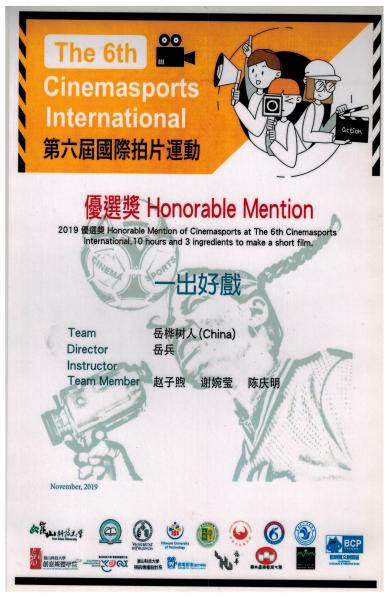 The 6th
Cinemasports
International
第六屆國際拍片運動
action
優選獎 Honorable Mention
2019 優選獎 Honorable Mention of Cinemasports at The 6th Cinemasports
International,10 hours and 3 ingredients to make a short film.
CINEMA SPORTS
一出好戲
Team 岳桦树人(China)
Director 岳兵
Instructor
Team Member 赵子煦 谢婉莹 陈庆明
November, 2019
BCP